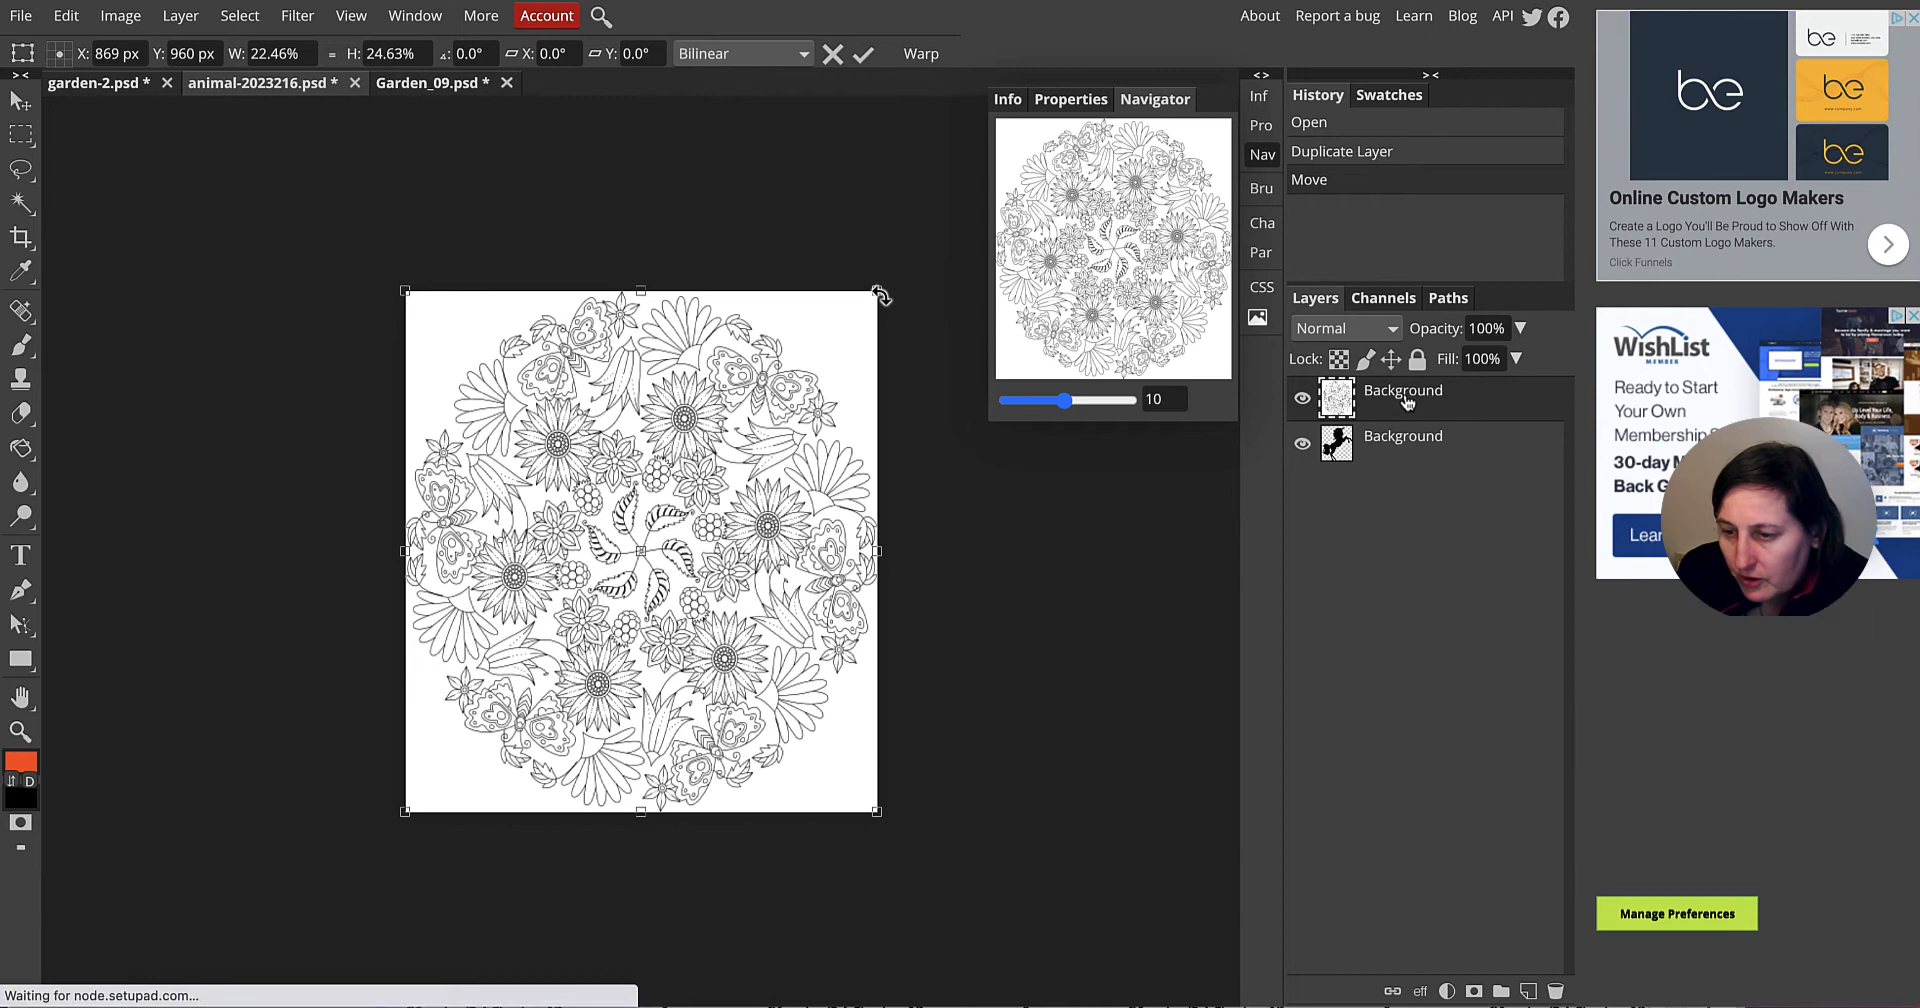 File Edit Image Layer Select Filter View Window More Account
About Report a bug Learn Blog API
X: 869 px Y: 960 px W: 22.46% = H: 24.63% 0.0° X: 0.0° Y: 0.0° Bilinear Warp
garden-2.psd * animal-2023216.psd * Garden_09.psd *
Info Properties Navigator
10
Inf
Pro
Nav
Bru
Cha
Par
CSS
History Swatches
Open
Duplicate Layer
Move
Layers Channels Paths
Normal Opacity: 100%
Lock: Fill: 100%
Background
Background
T
D
eff
be
be
be
Online Custom Logo Makers
Create a Logo You'll Be Proud to Show Off With
These 11 Custom Logo Makers.
Click Funnels
WishList
MEMBER
Ready to Start
Your Own
Membership
30-day M
Back G
Lear
Manage Preferences
Waiting for node.setupad.com...